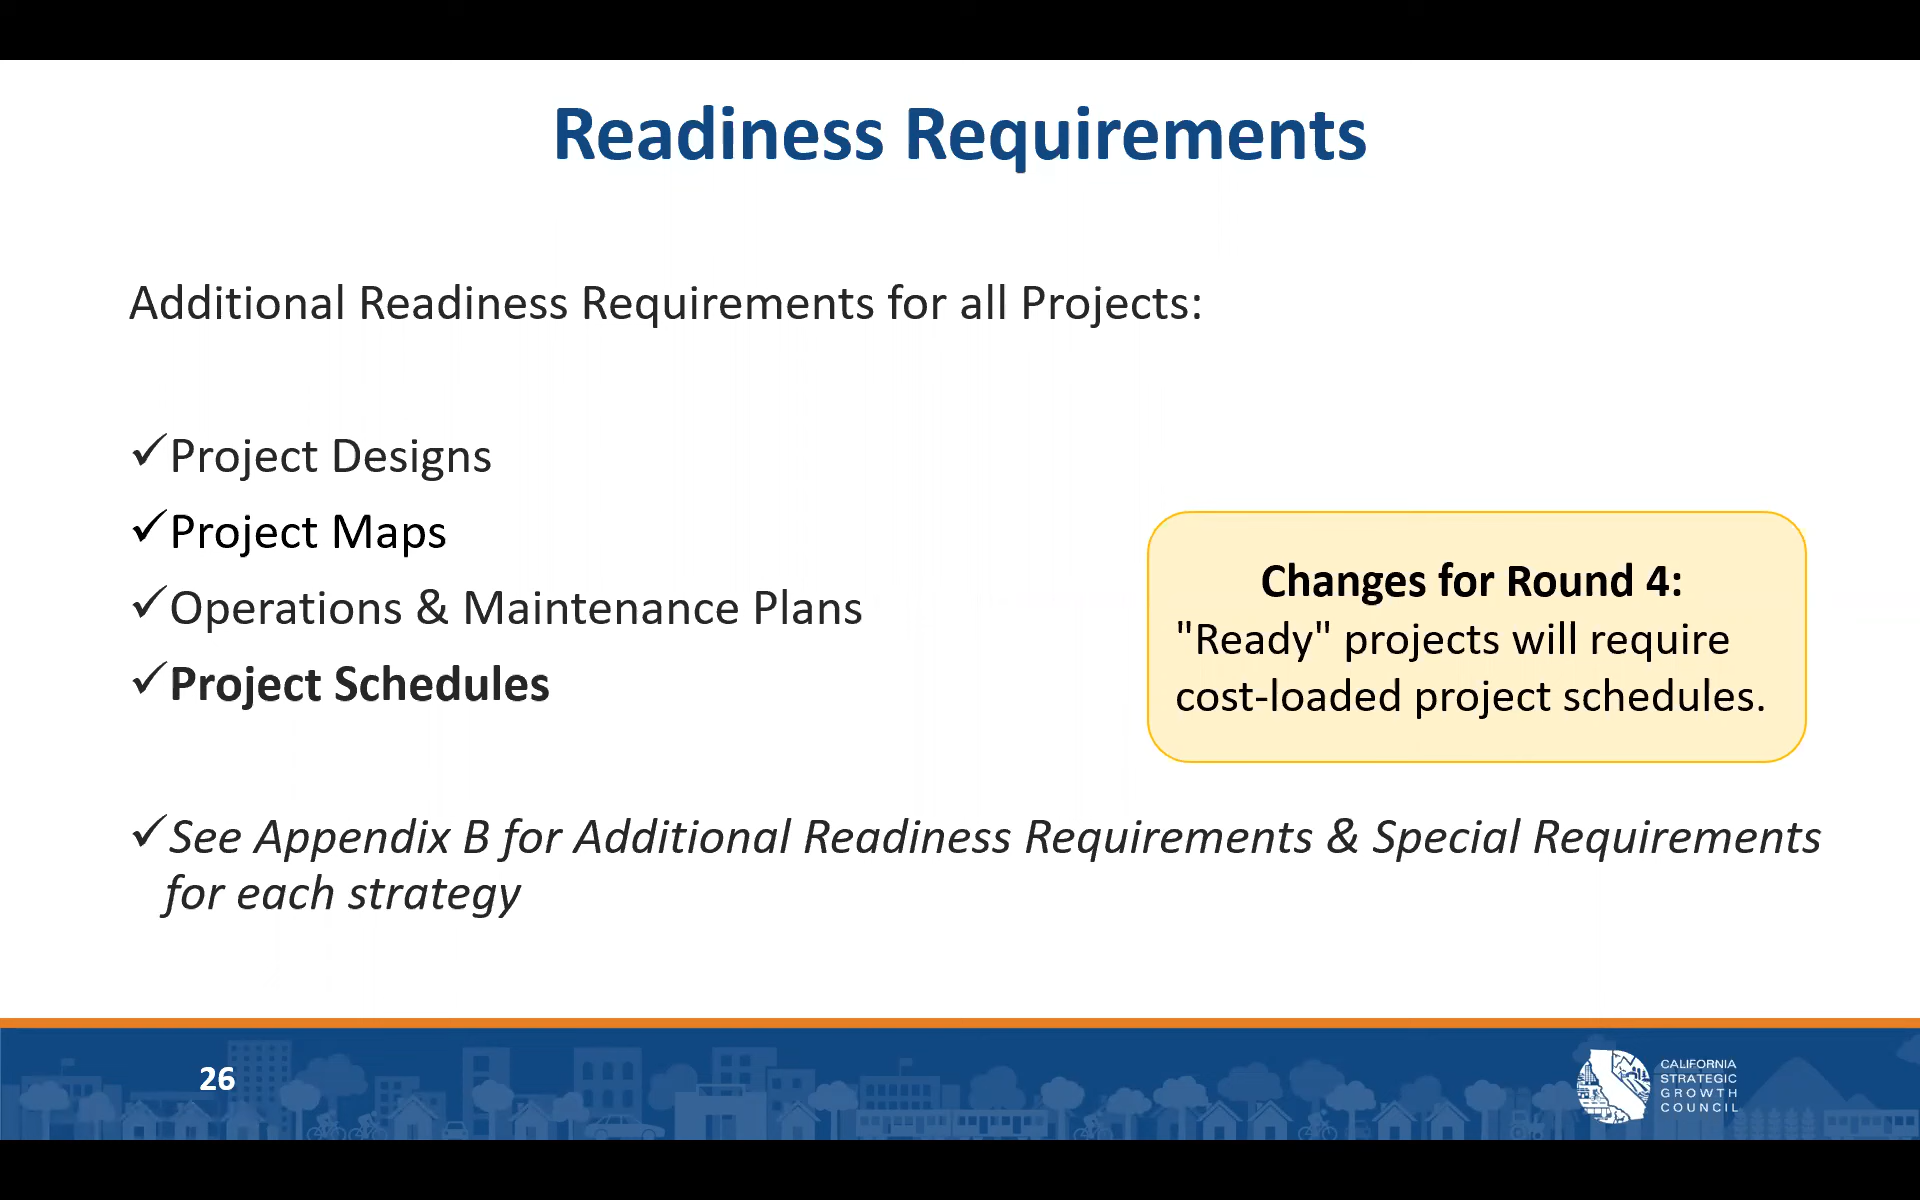 Readiness Requirements
Additional Readiness Requirements for all Projects:
✓Project Designs
✓Project Maps
✓Operations & Maintenance Plans
✓Project Schedules
Changes for Round 4:
"Ready" projects will require
cost-loaded project schedules.
✓See Appendix B for Additional Readiness Requirements & Special Requirements
for each strategy
26
CALIFORNIA
STRATEGIC
GROWTH
COUNCIL